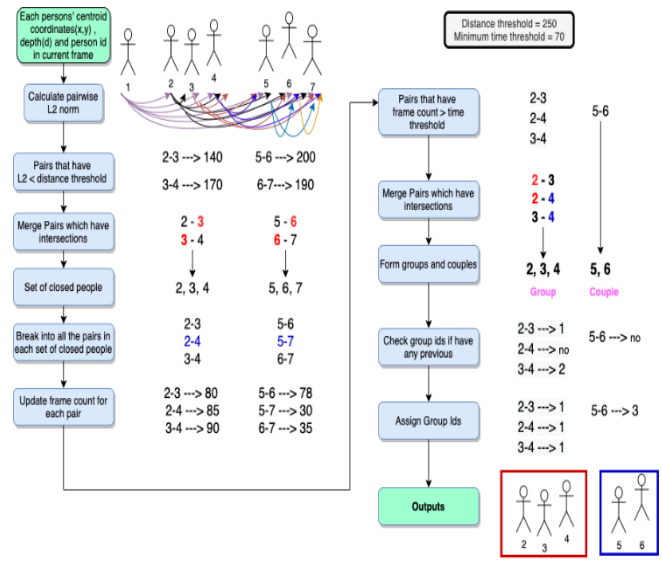 Each persons' centroid
coordinates(x,y) ,
depth(d) and person id
in current frame
Calculate pairwise
L2 norm
Pairs that have
L2 < distance threshold
Merge Pairs which have
intersections
Set of closed people
Break into all the pairs in
each set of closed people
Update frame count for
each pair
1
2
3
4
5
6
7
2-3 ---> 140
5-6 ---> 200
3-4 ---> 170
6-7---> 190
2 - 3
5 - 6
3 - 4
6 - 7
2, 3, 4
5, 6, 7
2-3
5-6
2-4
5-7
3-4
6-7
2-3 ---> 80
5-6 ---> 78
2-4 ---> 85
5-7 ---> 30
3-4 ---> 90
6-7 ---> 35
Distance threshold = 250
Minimum time threshold = 70
Pairs that have
frame count > time
threshold
Merge Pairs which have
intersections
Form groups and couples
Check group ids if have
any previous
Assign Group Ids
Outputs
2-3
2-4
3-4
5-6
2 - 3
2 - 4
3 - 4
2, 3, 4
5, 6
Group
Couple
2-3 ---> 1
2-4 ---> no
3-4 ---> 2
5-6 ---> no
2-3 ---> 1
2-4 ---> 1
3-4 ---> 1
5-6 ---> 3
2
3
4
5
6